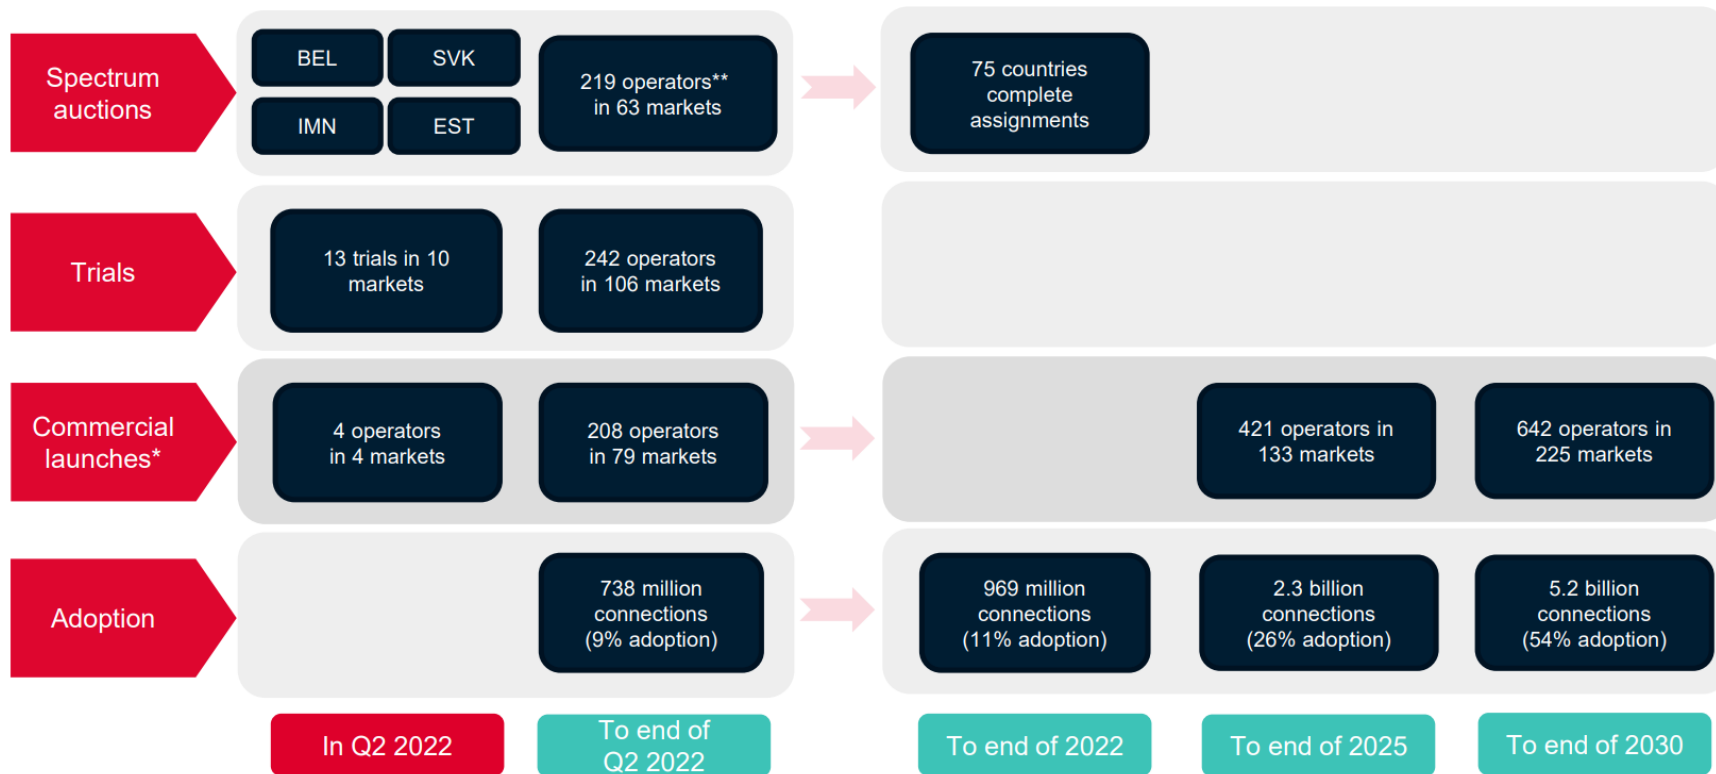 Spectrum
auctions
BEL
SVK
IMN
EST
219 operators**
in 63 markets
75 countries
complete
assignments
Trials
13 trials in 10
markets
242 operators
in 106 markets
Commercial
launches*
4 operators
in 4 markets
208 operators
in 79 markets
421 operators in
133 markets
642 operators in
225 markets
Adoption
738 million
connections
(9% adoption)
969 million
connections
(11% adoption)
2.3 billion
connections
(26% adoption)
5.2 billion
connections
(54% adoption)
In Q2 2022
To end of
Q2 2022
To end of 2022
To end of 2025
To end of 2030